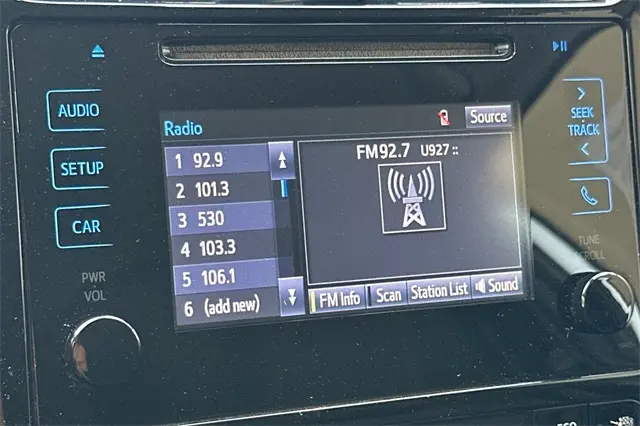 AUDIO
SETUP
CAR
PWR
VOL
Radio
Source
1 92.9
2 101.3
3 530
4 103.3
5 106.1
6 (add new)
FM92.7 U927 ::
FM Info
Scan
Station List
Sound
>
SEEK
TRACK
<
TUNE
SCROLL